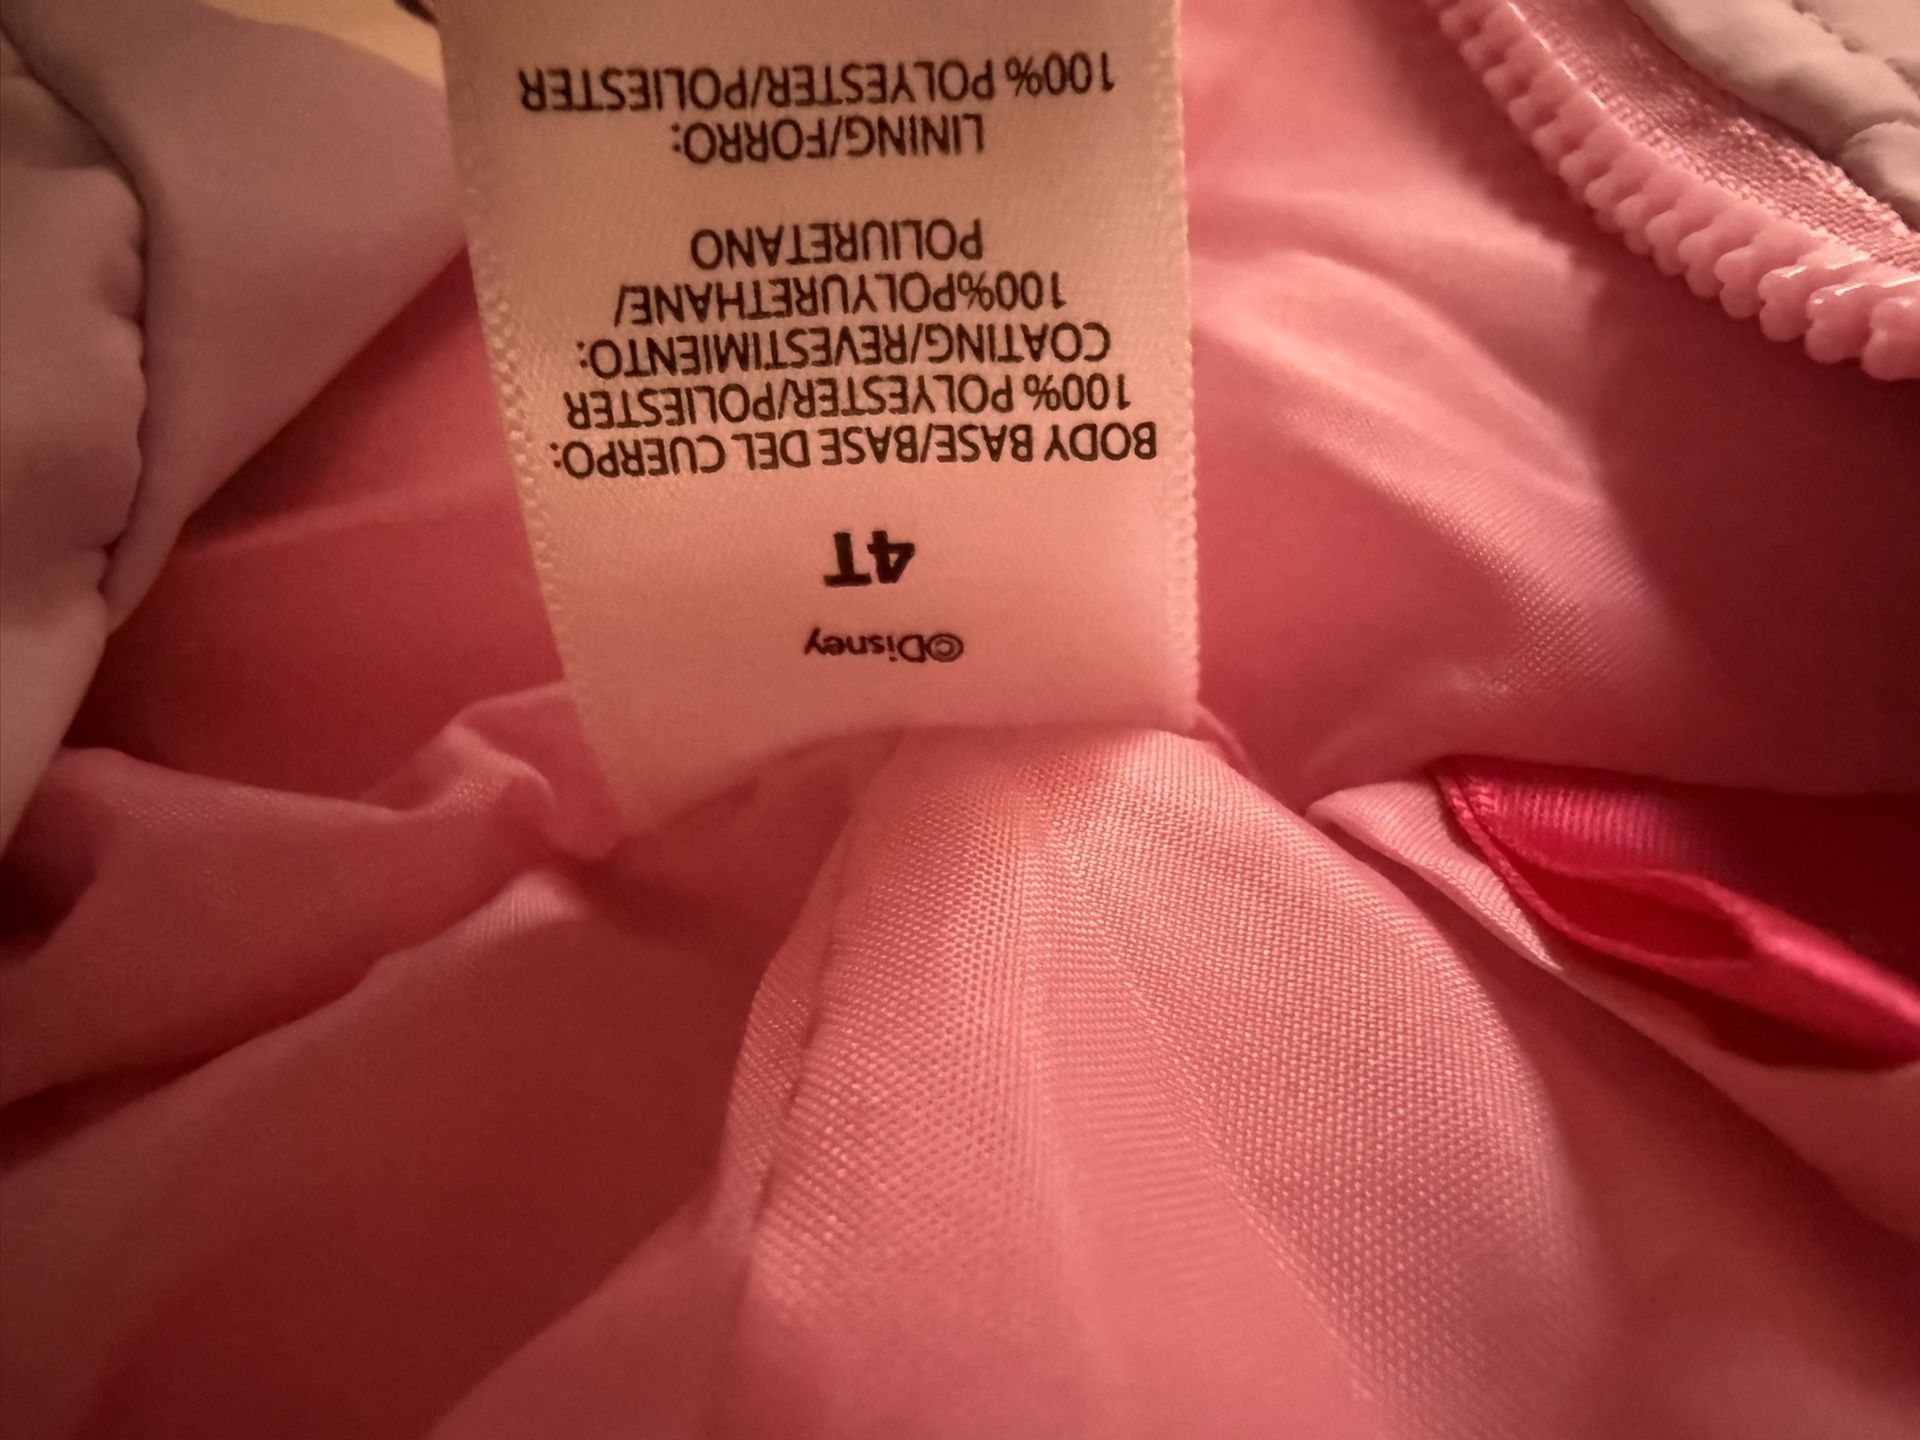 ©Disney
4T
BODY BASE/BASE DEL CUERPO:
100% POLYESTER/POLIESTER
COATING/REVESTIMIENTO:
100%POLYURETHANE/
POLIURETANO
LINING/FORRO:
100% POLYESTER/POLIESTER